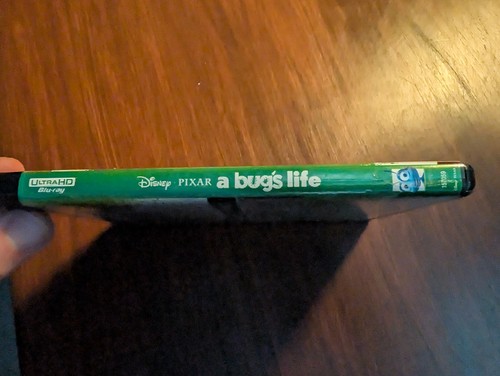 ULTRA HD
Blu-ray
Disney PIXAR a bug's life